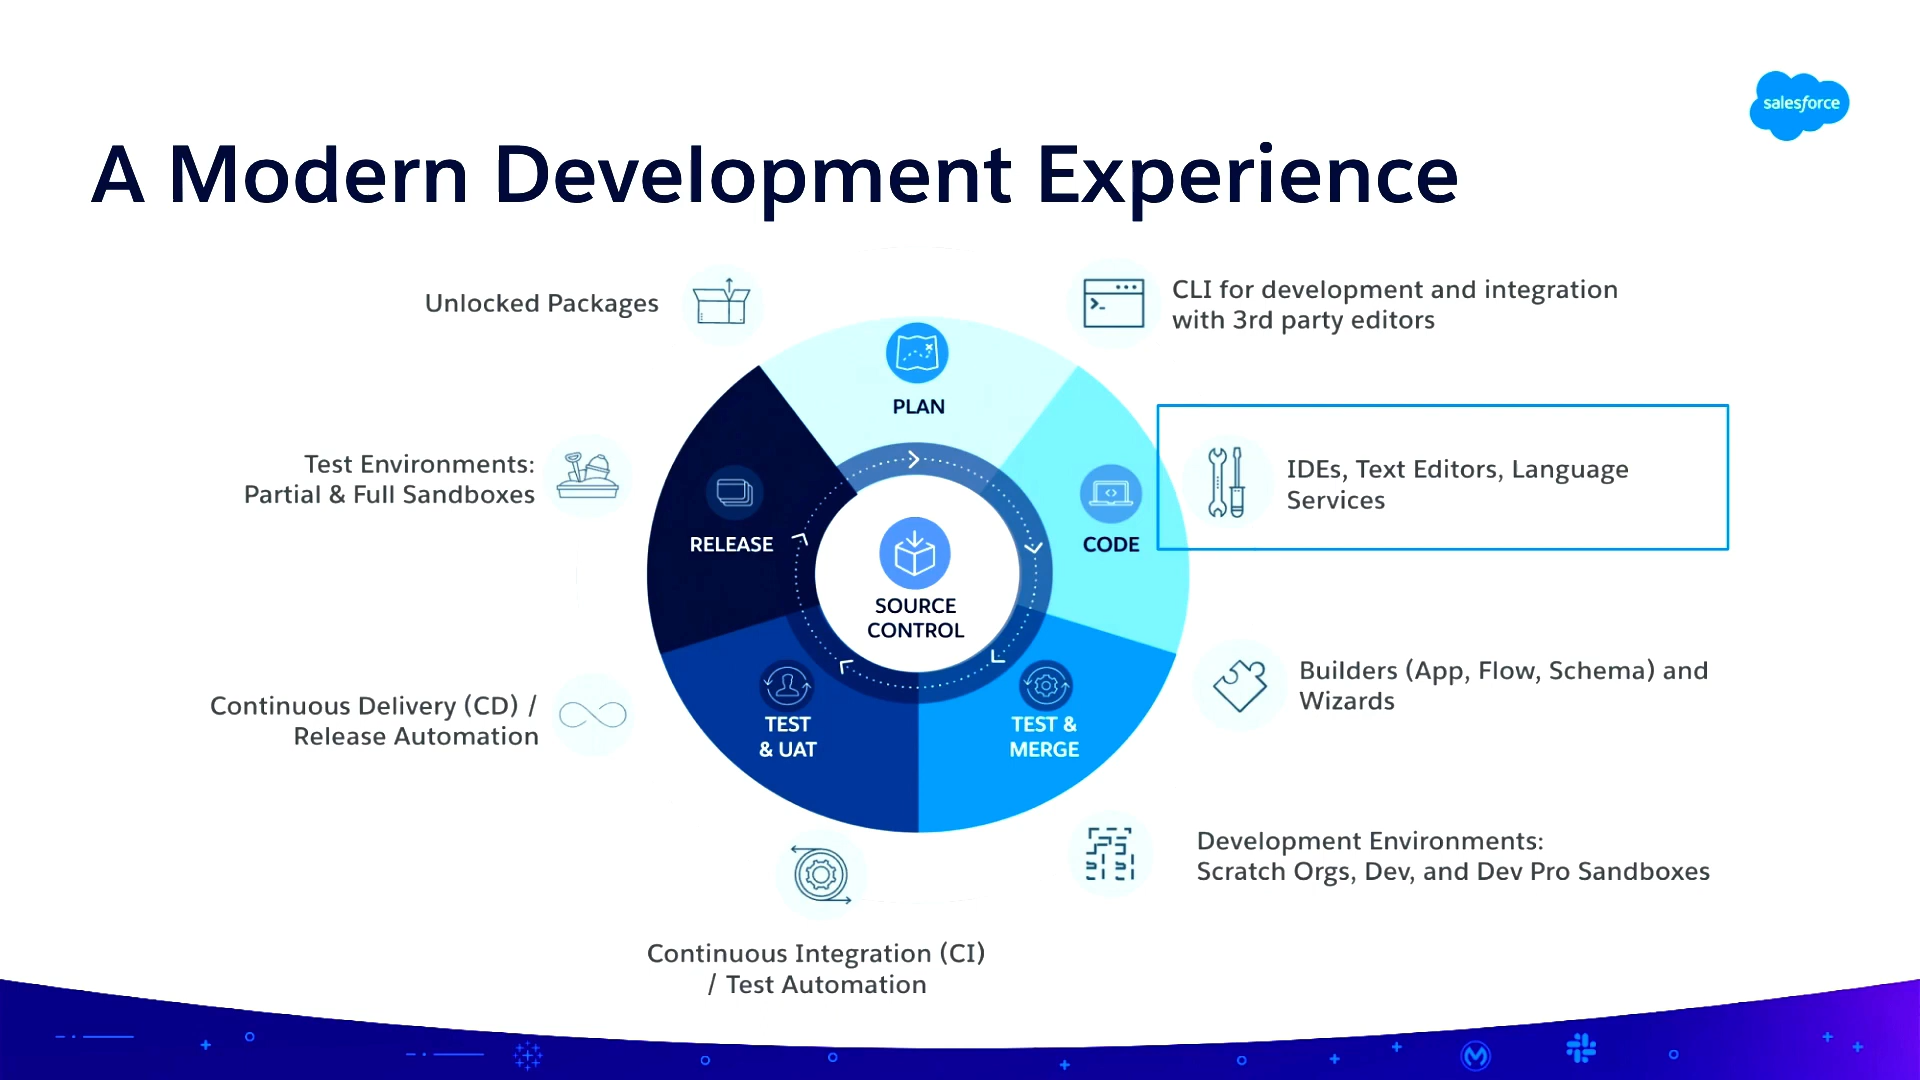 salesforce
A Modern Development Experience
Unlocked Packages
CLI for development and integration
with 3rd party editors
PLAN
Test Environments:
Partial & Full Sandboxes
IDEs, Text Editors, Language
Services
RELEASE
CODE
SOURCE
CONTROL
Continuous Delivery (CD) /
Release Automation
Builders (App, Flow, Schema) and
Wizards
TEST
& UAT
TEST &
MERGE
Development Environments:
Scratch Orgs, Dev, and Dev Pro Sandboxes
Continuous Integration (CI)
/ Test Automation